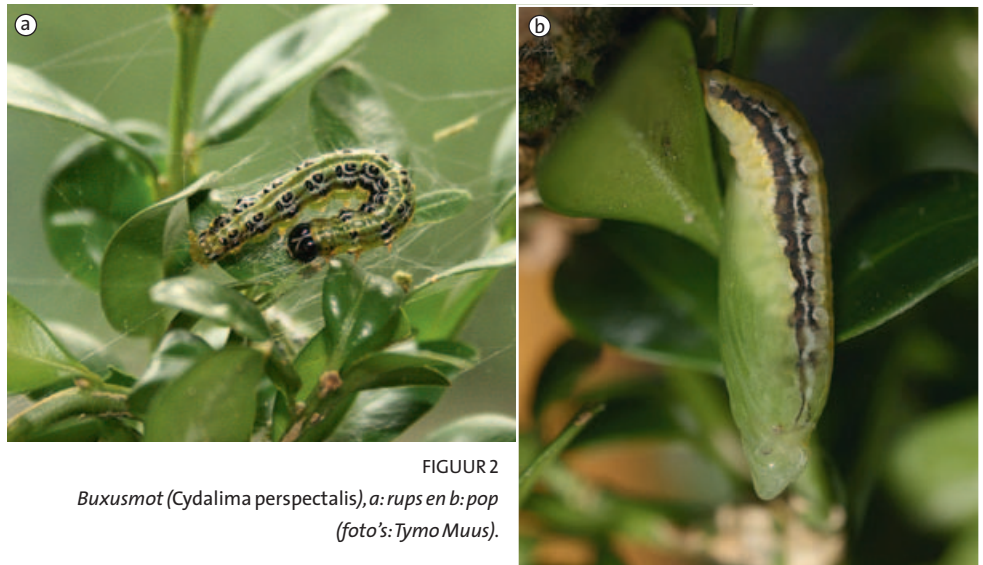 a
b
FIGUUR 2
Buxusmot (Cydalima perspectalis), a: rups en b: pop
(foto's: Tymo Muus).